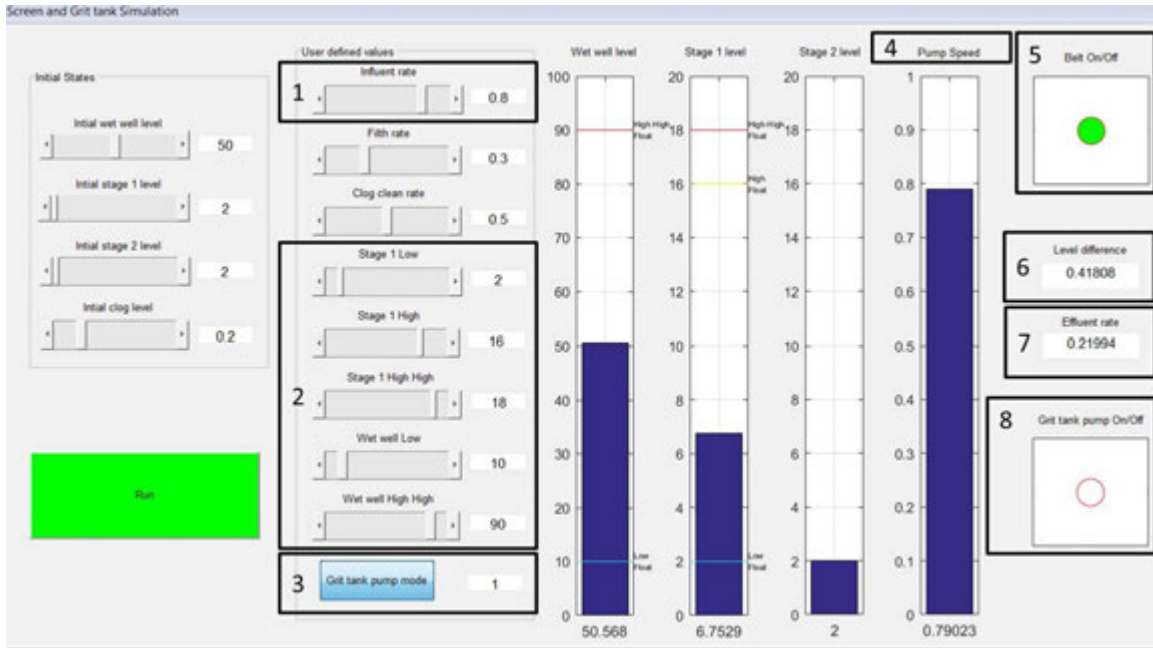 Screen and Grit tank Simulation
Initial States
Intial wet well level
50
Intial stage 1 level
2
Intial stage 2 level
2
Intial clog level
0.2
Run
User defined values
1
Influent rate
0.8
Filth rate
0.3
Clog clean rate
0.5
2
Stage 1 Low
2
Stage 1 High
16
Stage 1 High High
18
Wet well Low
10
Wet well High High
90
3
Grit tank pump mode
1
Wet well level
100
90
80
70
60
50
40
30
20
10
0
High High
Float
Low
Float
50.568
Stage 1 level
20
18
16
14
12
10
8
6
4
2
0
High High
Float
High
Float
Low
Float
6.7529
Stage 2 level
20
18
16
14
12
10
8
6
4
2
0
2
4
Pump Speed
1
0.9
0.8
0.7
0.6
0.5
0.4
0.3
0.2
0.1
0
0.79023
5
Belt On/Off
6
Level difference
0.41808
7
Effluent rate
0.21994
8
Grit tank pump On/Off